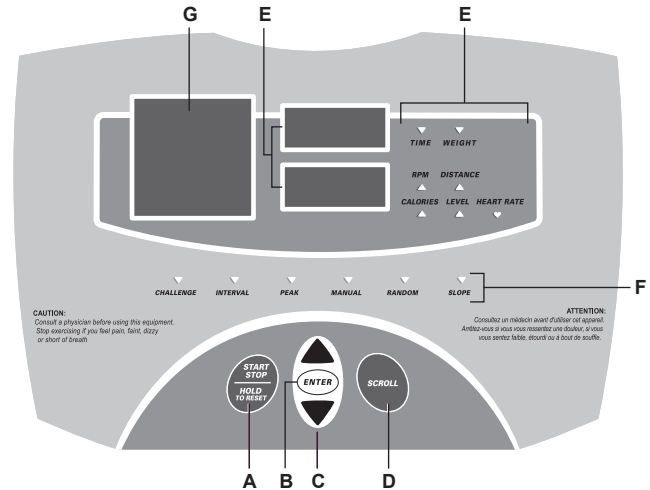 G
E
E
TIME WEIGHT
RPM DISTANCE
CALORIES LEVEL HEART RATE
CHALLENGE INTERVAL PEAK MANUAL RANDOM SLOPE
F
CAUTION:
Consult a physician before using this equipment.
Stop exercising if you feel pain, faint, dizzy
or short of breath
ATTENTION:
Consultez un médecin avant d'utiliser cet appareil.
Arrêtez-vous si vous vous ressentez une douleur, si vous
vous sentez faible, étourdi ou à bout de souffle.
START
STOP
HOLD
TO RESET
ENTER
SCROLL
A
B
C
D